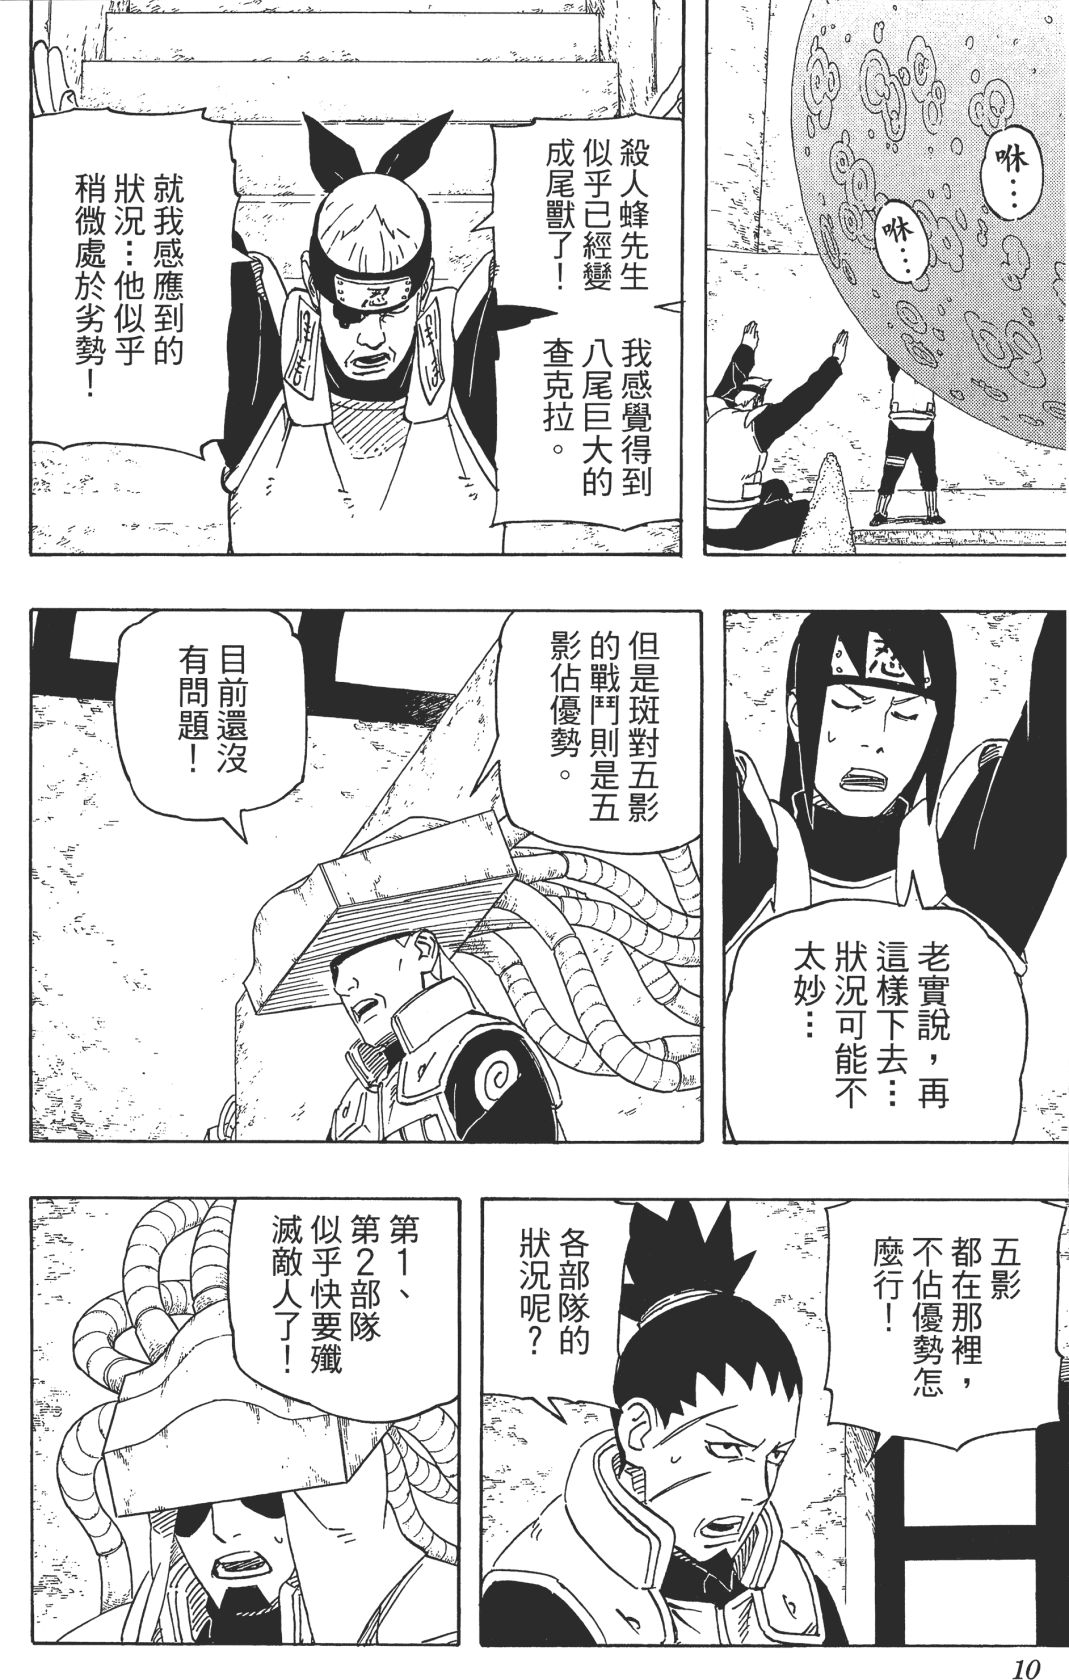 咻…
咻…
殺人蜂先生
似乎已經變
成尾獸了！
我感覺得到
八尾巨大的
查克拉。
就我感應到的
狀況…他似乎
稍微處於劣勢！
忍
忍
老實說，再
這樣下去…
狀況可能不
太妙…
但是斑對五影
的戰鬥則是五
影佔優勢。
目前還沒
有問題！
五影
都在那裡，
不佔優勢怎
麼行！
各部隊的
狀況呢？
第1、
第2部隊
似乎快要殲
滅敵人了！
10